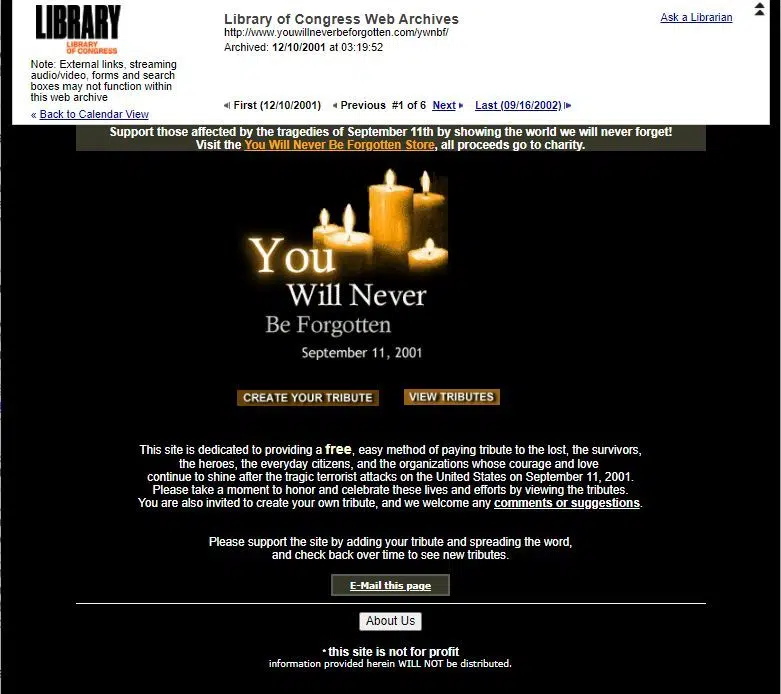 LIBRARY
OF CONGRESS
Note: External links, streaming
audio/video, forms and search
boxes may not function within
this web archive
« Back to Calendar View
Library of Congress Web Archives
http://www.youwillneverbeforgotten.com/ywnbf/
Archived: 12/10/2001 at 03:19:52
First (12/10/2001) Previous #1 of 6 Next Last (09/16/2002)
Ask a Librarian
Support those affected by the tragedies of September 11th by showing the world we will never forget!
Visit the You Will Never Be Forgotten Store, all proceeds go to charity.
You
Will Never
Be Forgotten
September 11, 2001
CREATE YOUR TRIBUTE VIEW TRIBUTES
This site is dedicated to providing a free, easy method of paying tribute to the lost, the survivors,
the heroes, the everyday citizens, and the organizations whose courage and love
continue to shine after the tragic terrorist attacks on the United States on September 11, 2001.
Please take a moment to honor and celebrate these lives and efforts by viewing the tributes.
You are also invited to create your own tribute, and we welcome any comments or suggestions.
Please support the site by adding your tribute and spreading the word,
and check back over time to see new tributes.
E-Mail this page
About Us
*this site is not for profit
information provided herein WILL NOT be distributed.